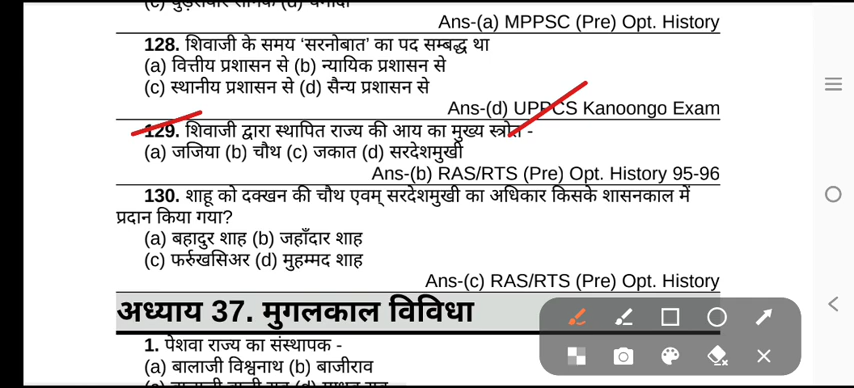 Ans-(a) MPPSC (Pre) Opt. History
128. शिवाजी के समय ‘सरनोबात’ का पद सम्बद्ध था
(a) वित्तीय प्रशासन से (b) न्यायिक प्रशासन से
(c) स्थानीय प्रशासन से (d) सैन्य प्रशासन से
Ans-(d) UPPCS Kanoongo Exam
129. शिवाजी द्वारा स्थापित राज्य की आय का मुख्य स्त्रोत -
(a) जजिया (b) चौथ (c) जकात (d) सरदेशमुखी
Ans-(b) RAS/RTS (Pre) Opt. History 95-96
130. शाहू को दक्खन की चौथ एवम् सरदेशमुखी का अधिकार किसके शासनकाल में
प्रदान किया गया?
(a) बहादुर शाह (b) जहाँदार शाह
(c) फर्रुखसिअर (d) मुहम्मद शाह
Ans-(c) RAS/RTS (Pre) Opt. History
अध्याय 37. मुगलकाल विविधा
1. पेशवा राज्य का संस्थापक -
(a) बालाजी विश्वनाथ (b) बाजीराव